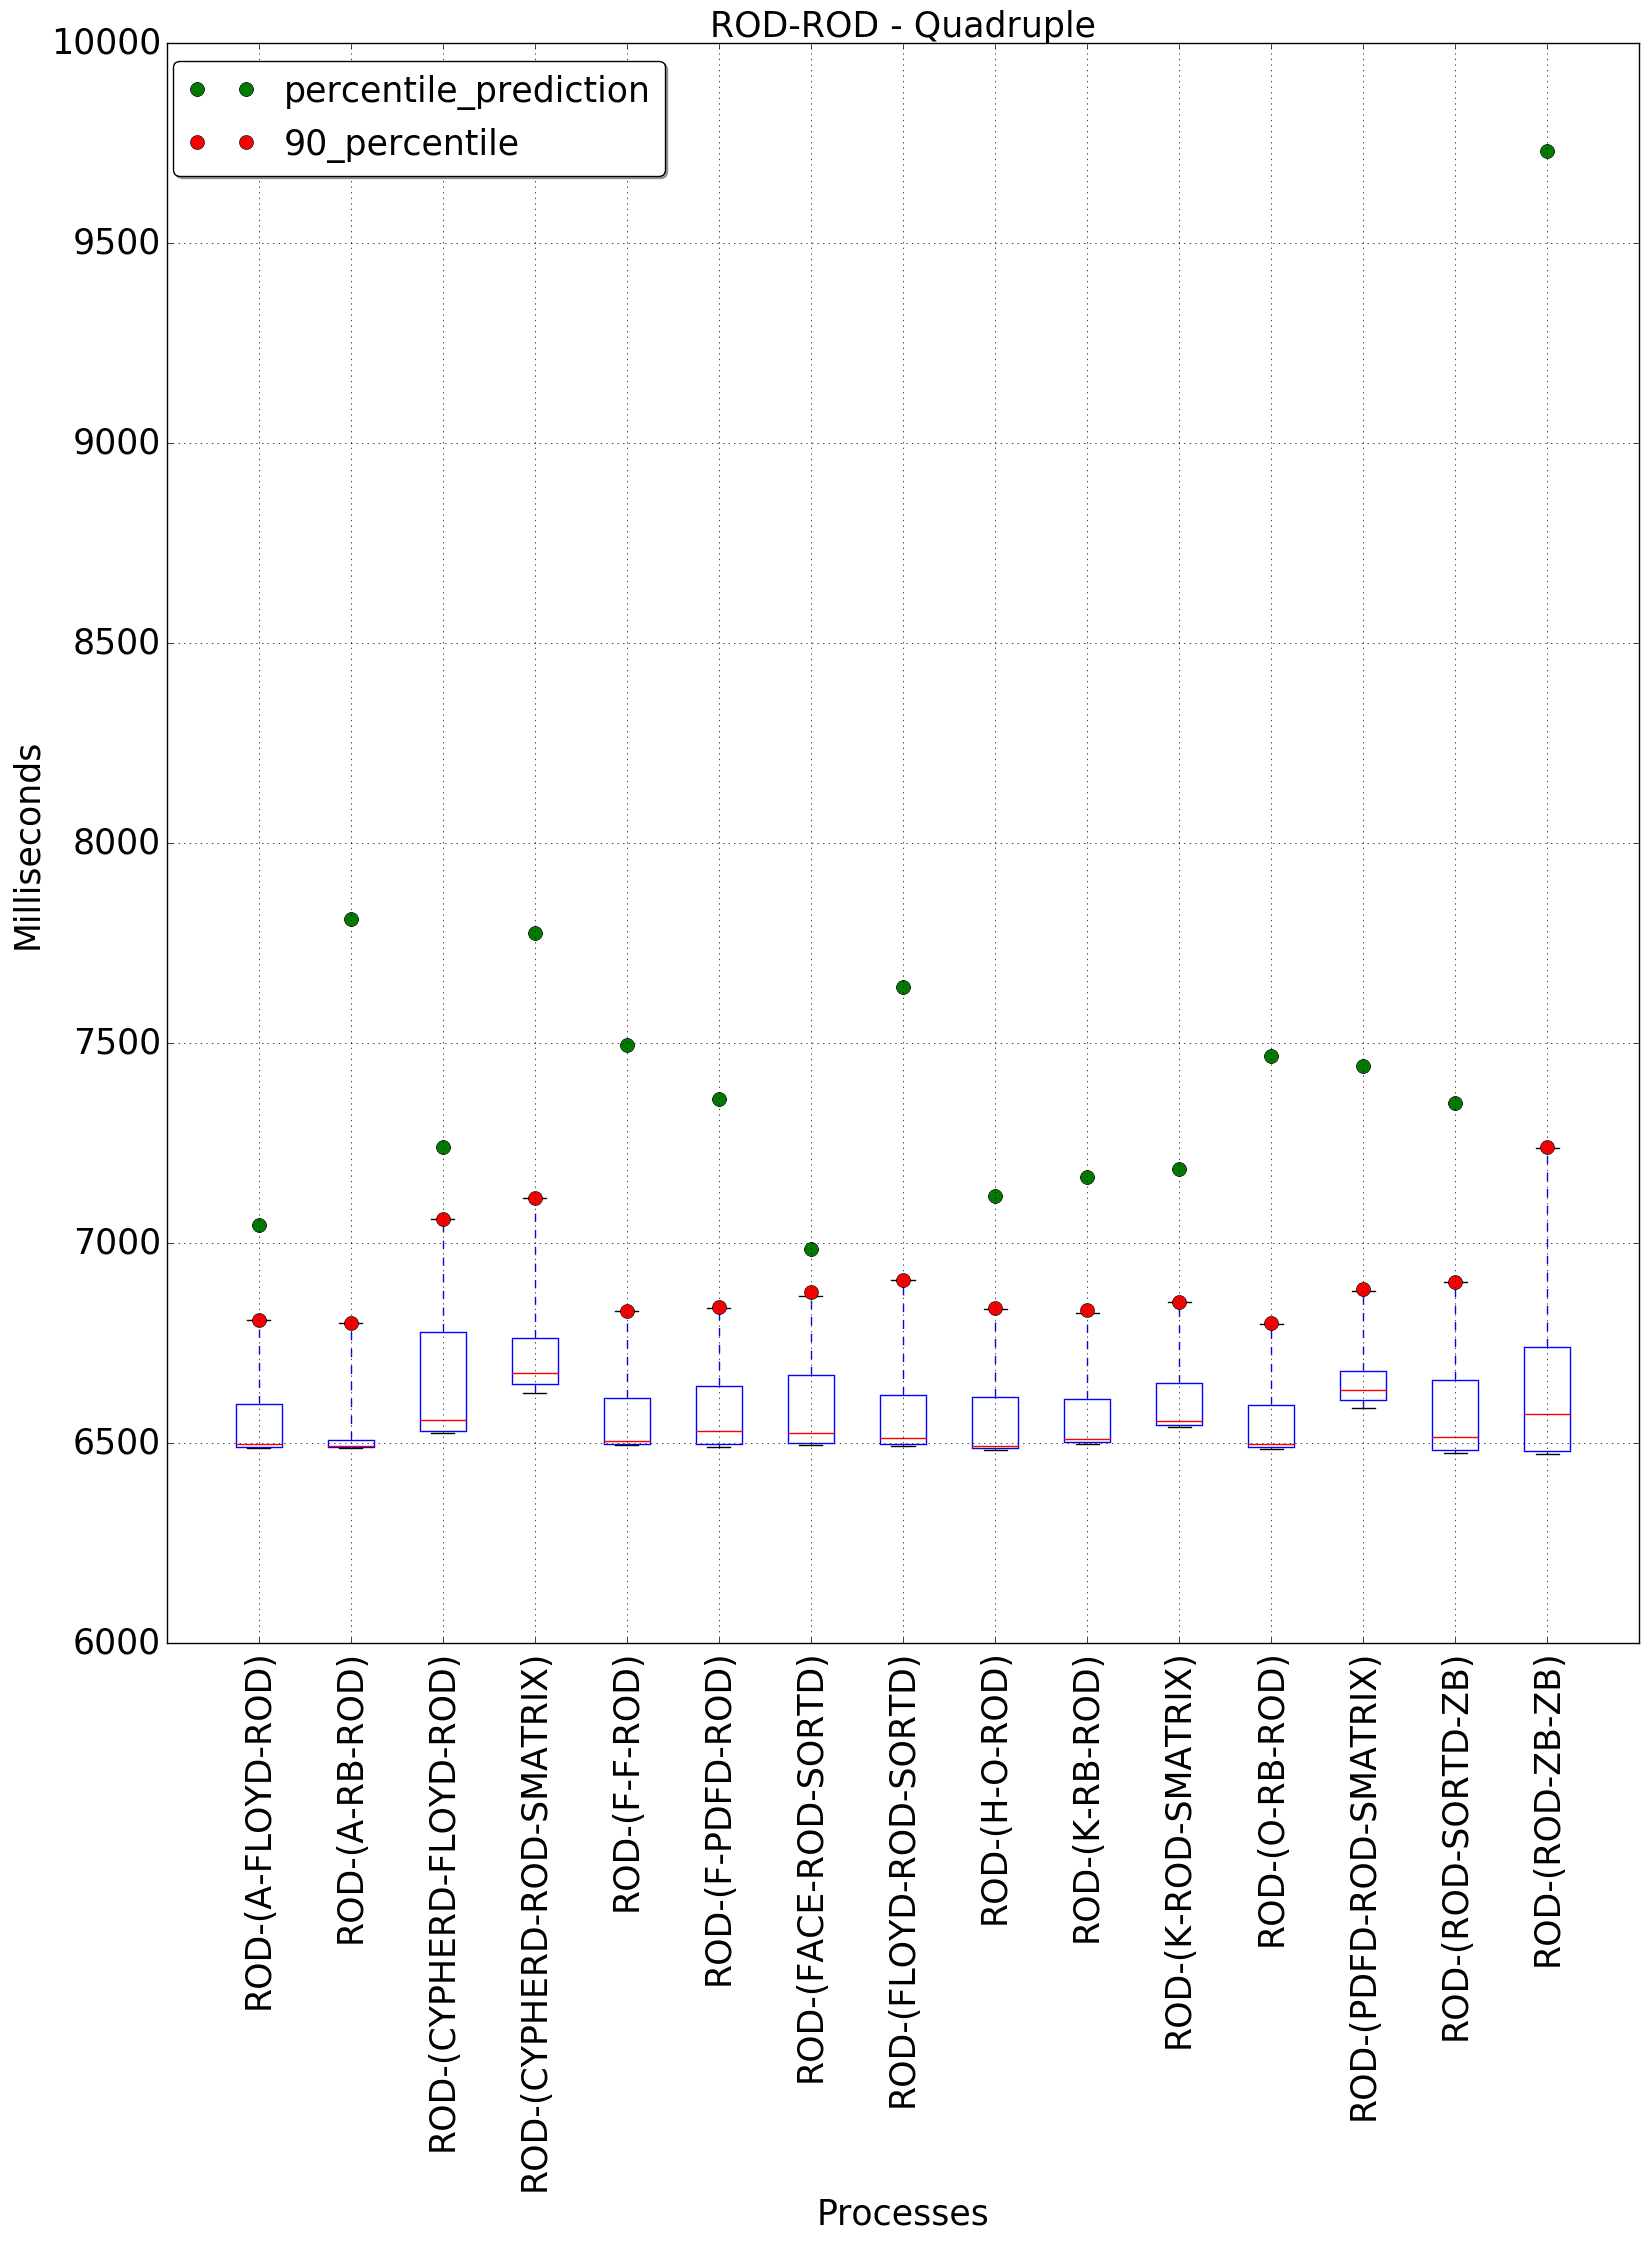 ROD-ROD - Quadruple
percentile_prediction
90_percentile
10000
9500
9000
8500
8000
7500
7000
6500
6000
Milliseconds
ROD-(A-FLOYD-ROD)
ROD-(A-RB-ROD)
ROD-(CYPHERD-FLOYD-ROD)
ROD-(CYPHERD-ROD-SMATRIX)
ROD-(F-F-ROD)
ROD-(F-PDFD-ROD)
ROD-(FACE-ROD-SORTD)
ROD-(FLOYD-ROD-SORTD)
ROD-(H-O-ROD)
ROD-(K-RB-ROD)
ROD-(K-ROD-SMATRIX)
ROD-(O-RB-ROD)
ROD-(PDFD-ROD-SMATRIX)
ROD-(ROD-SORTD-ZB)
ROD-(ROD-ZB-ZB)
Processes